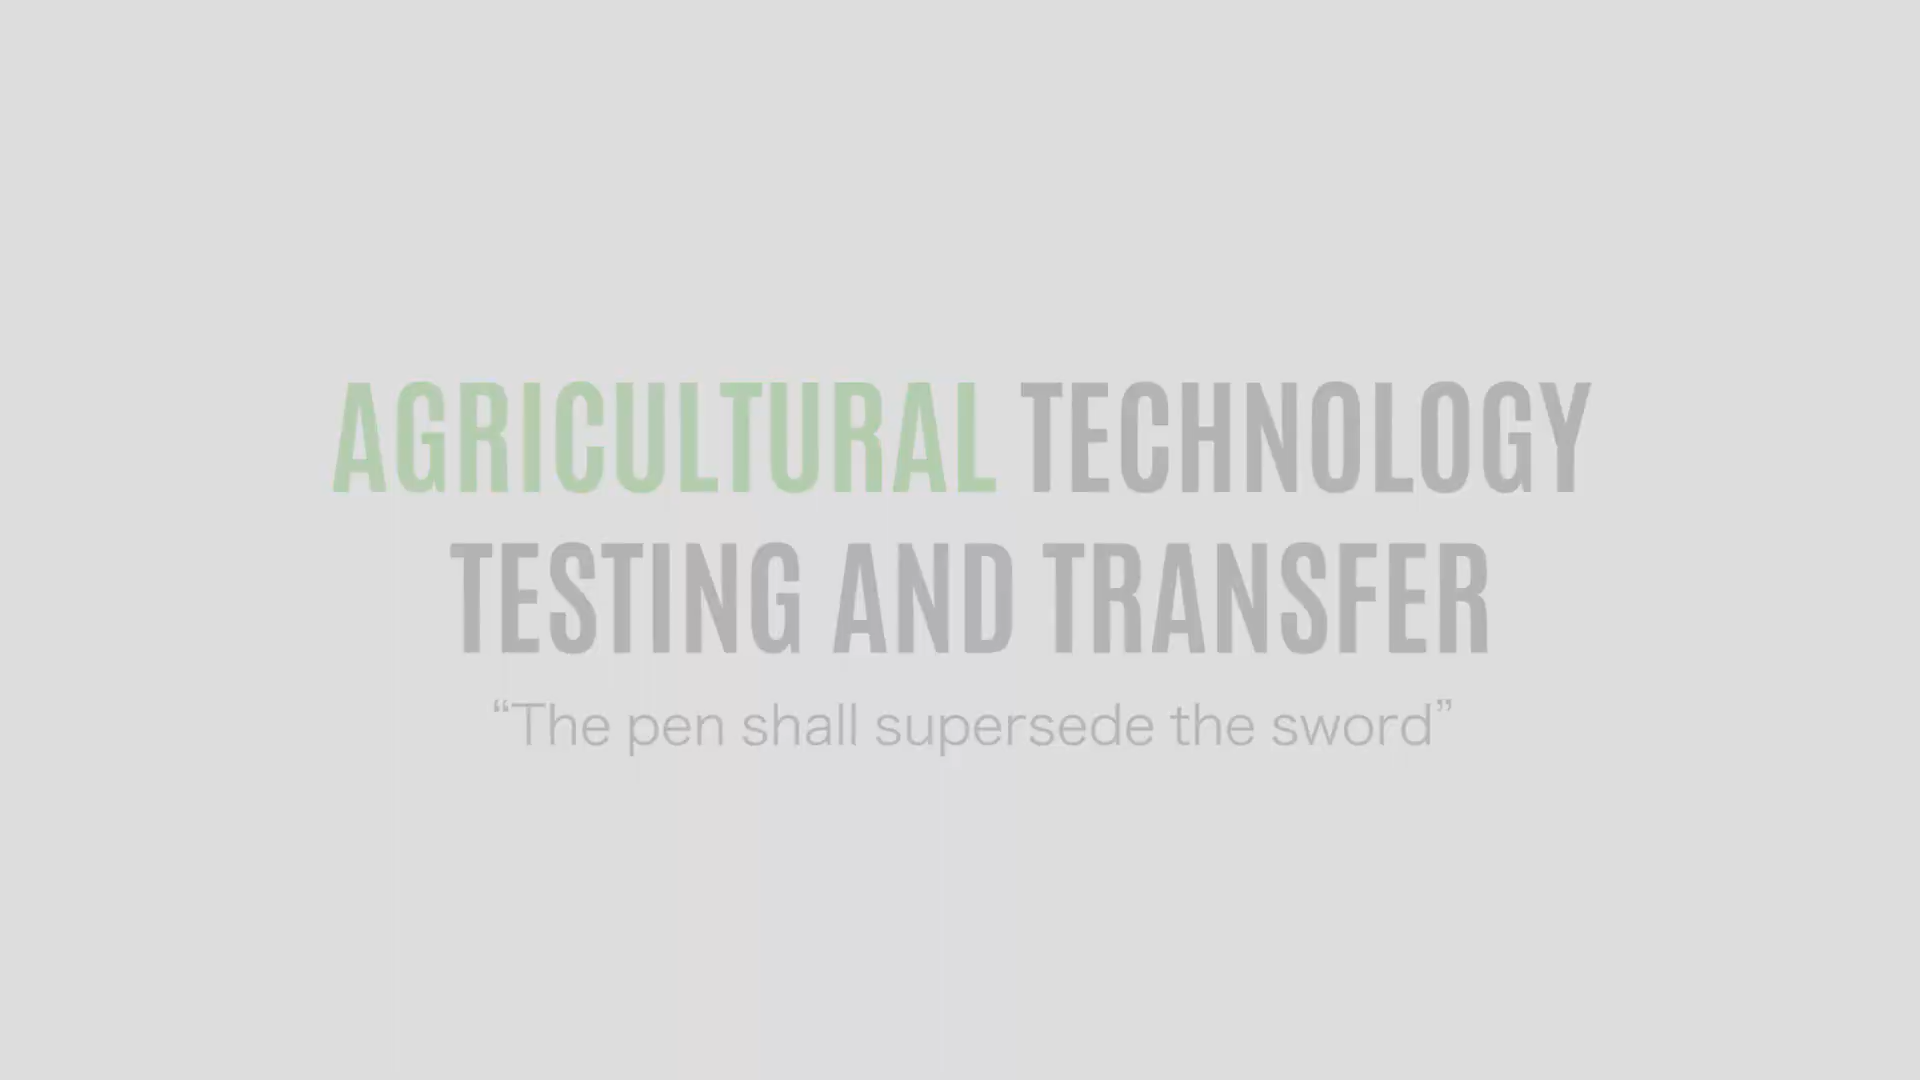 AGRICULTURAL TECHNOLOGY
TESTING AND TRANSFER
“The pen shall supersede the sword”